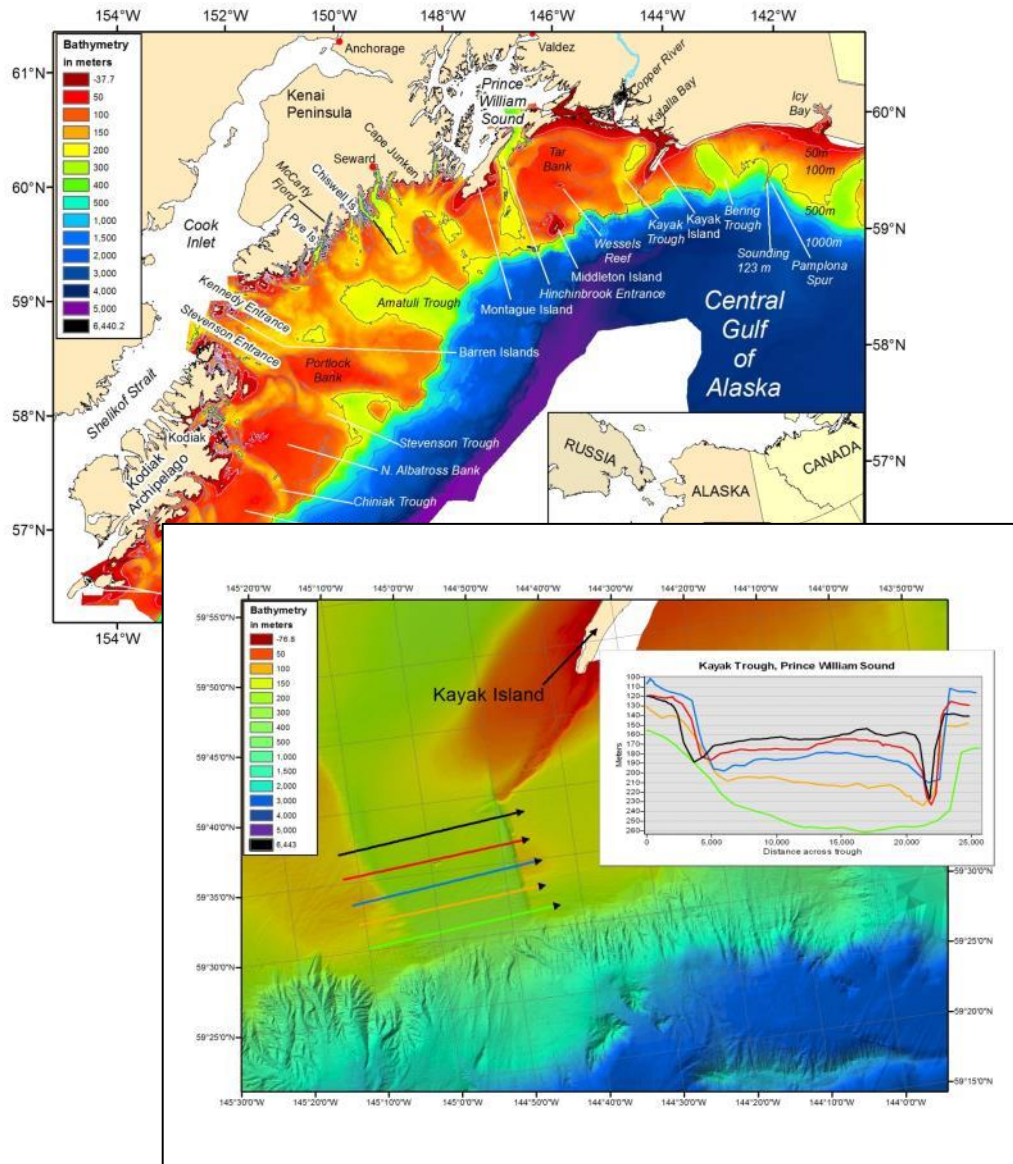 154°W
152°W
150°W
148°W
146°W
144°W
142°W
Bathymetry
in meters
-37.7
50
100
150
200
300
400
500
1,000
1,500
2,000
3,000
4,000
5,000
6,440.2
61°N
60°N
59°N
58°N
57°N
60°N
59°N
58°N
57°N
Anchorage
Valdez
Copper River
Katalla Bay
Icy
Bay
Kenai
Peninsula
Prince
William
Sound
Cape Junken
Seward
Chiswell Is.
McCarty
Fjord
Pye Is.
Cook
Inlet
Tar
Bank
50m
100m
500m
1000m
Kayak
Trough
Kayak
Island
Bering
Trough
Wessels
Reef
Sounding
123 m
Pamplona
Spur
Middleton Island
Hinchinbrook Entrance
Montague Island
Amatuli Trough
Kennedy Entrance
Stevenson Entrance
Barren Islands
Portlock
Bank
Central
Gulf
of
Alaska
Shelikof Strait
Stevenson Trough
Kodiak
N. Albatross Bank
Kodiak
Archipelago
Chiniak Trough
RUSSIA
ALASKA
CANADA
154°W
145°20'0"W
145°10'0"W
145°0'0"W
144°50'0"W
144°40'0"W
144°30'0"W
144°20'0"W
144°10'0"W
144°0'0"W
143°50'0"W
Bathymetry
in meters
-76.8
50
100
150
200
300
400
500
1,000
1,500
2,000
3,000
4,000
5,000
6,443
59°55'0"N
59°50'0"N
59°45'0"N
59°40'0"N
59°35'0"N
59°30'0"N
59°25'0"N
Kayak Island
Kayak Trough, Prince William Sound
Meters
100
110
120
130
140
150
160
170
180
190
200
210
220
230
240
250
260
0
5,000
10,000
15,000
20,000
25,000
Distance across trough
59°30'0"N
59°25'0"N
59°20'0"N
59°15'0"N
145°30'0"W
145°20'0"W
145°10'0"W
145°0'0"W
144°50'0"W
144°40'0"W
144°30'0"W
144°20'0"W
144°10'0"W
144°0'0"W